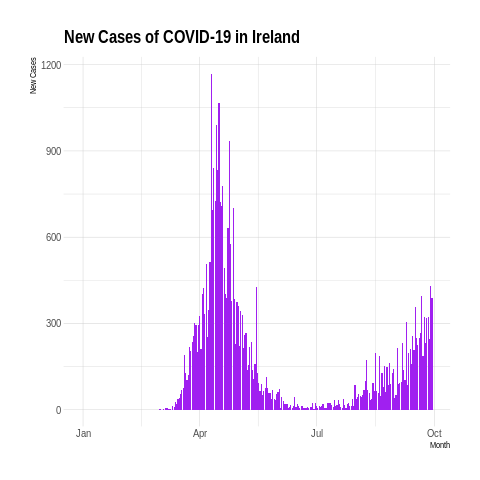 New Cases of COVID-19 in Ireland
New Cases
1200
900
600
300
0
Jan Apr Jul Oct
Month